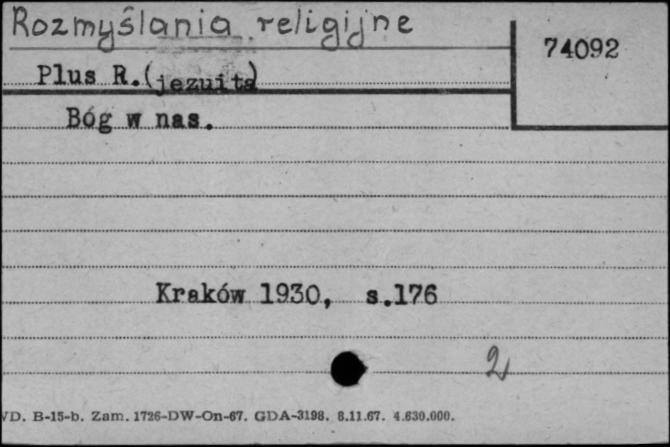 Rozmyślania religijne
74092
Plus R.(jezuita)
Bóg w nas.
Kraków 1930, s.176
2
VD. B-15-b. Zam. 1726-DW-On-67. GDA-3198. 8.11.67. 4.630.000.